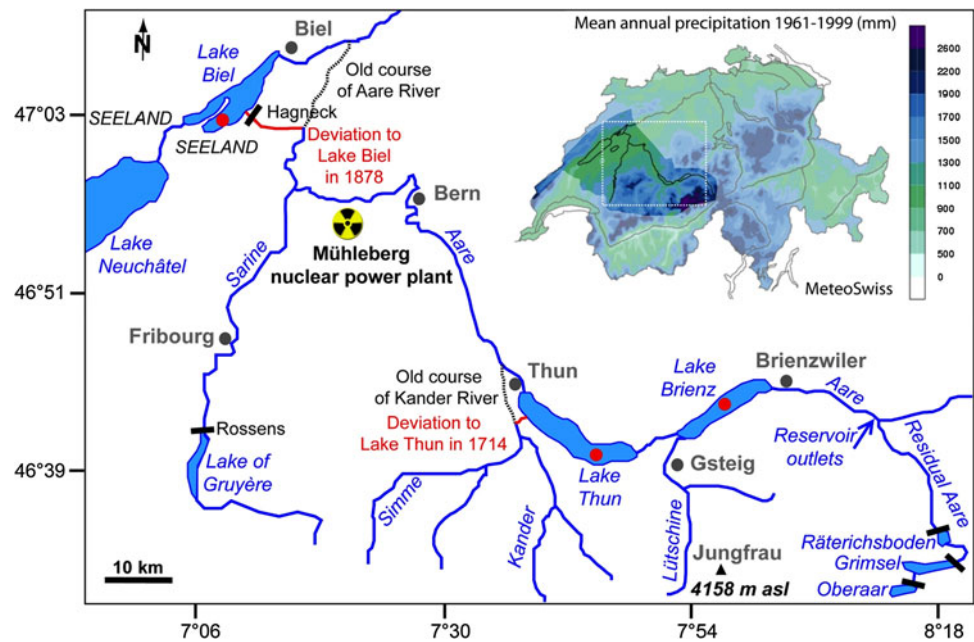 Mean annual precipitation 1961-1999 (mm)
2600
2200
1900
1700
1500
1300
1100
900
700
500
0
MeteoSwiss
N
Biel
Lake
Biel
Old course
of Aare River
47°03
SEELAND
Hagneck
SEELAND
Deviation to
Lake Biel
in 1878
Bern
Lake
Neuchâtel
Sarine
Mühleberg
nuclear power plant
Aare
46°51
Fribourg
Thun
Old course
of Kander River
Deviation to
Lake Thun in 1714
Lake
Brienz
Brienzwiler
Aare
Rossens
Reservoir
outlets
Residual Aare
46°39
Lake of
Gruyère
Simme
Lake
Thun
Gsteig
Kander
Lütschine
Jungfrau
4158 m asl
Räterichsboden
Grimsel
Oberaar
10 km
7°06
7°30
7°54
8°18